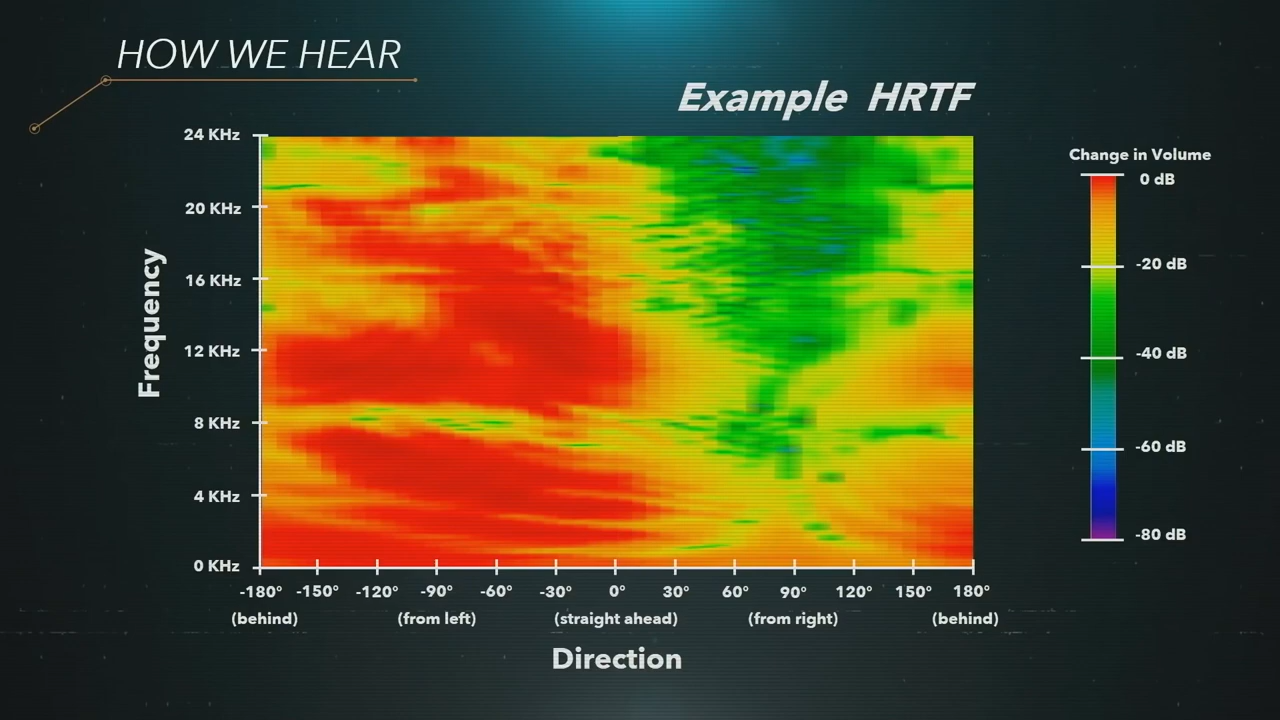 HOW WE HEAR
Example HRTF
Change in Volume
0 dB
-20 dB
-40 dB
-60 dB
-80 dB
Frequency
24 KHz
20 KHz
16 KHz
12 KHz
8 KHz
4 KHz
0 KHz
-180° -150° -120° -90° -60° -30° 0° 30° 60° 90° 120° 150° 180°
(behind) (from left) (straight ahead) (from right) (behind)
Direction